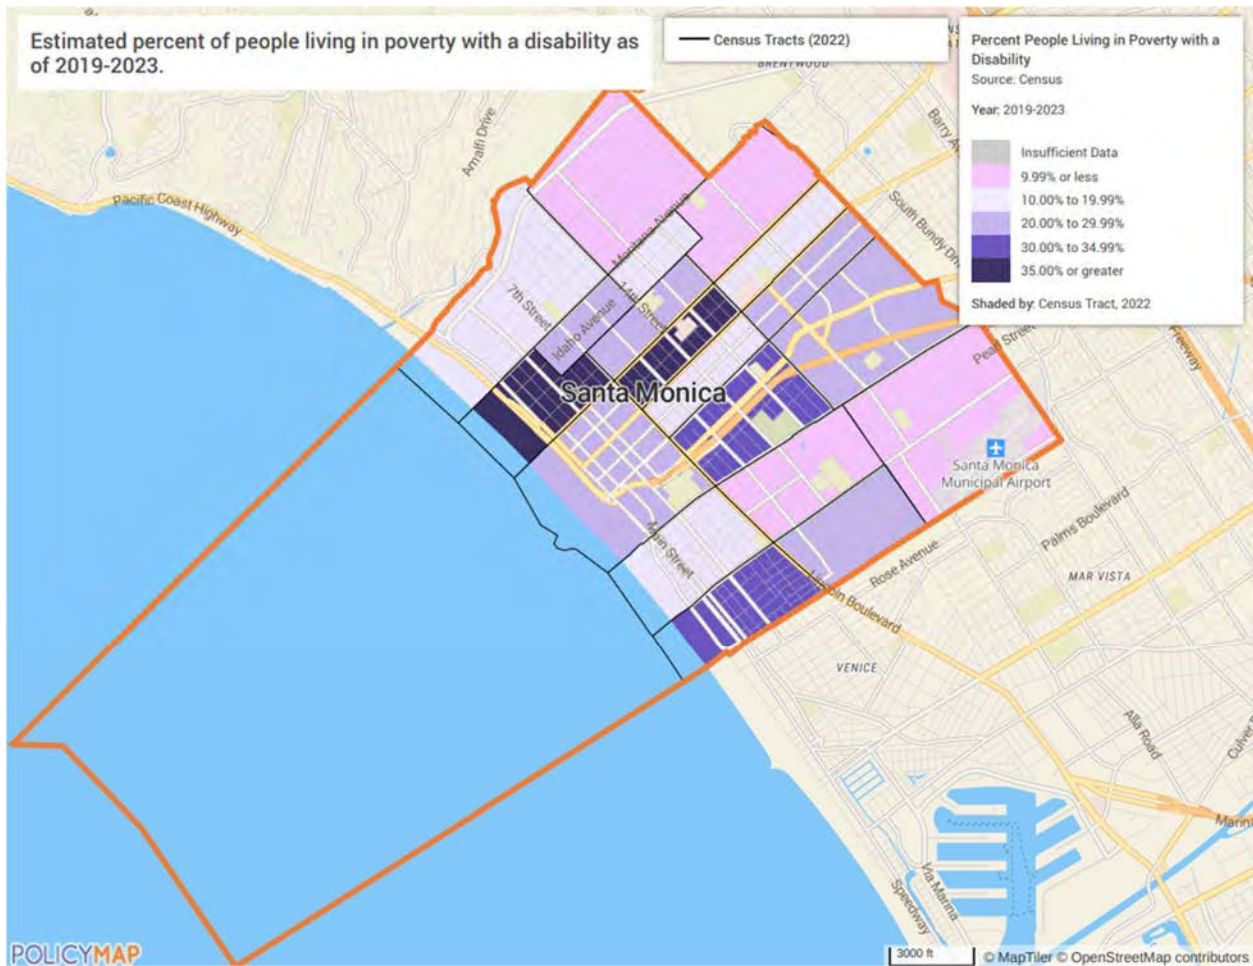 Estimated percent of people living in poverty with a disability as
of 2019-2023.
Census Tracts (2022)
Percent People Living in Poverty with a
Disability
Source: Census
Year: 2019-2023
Insufficient Data
9.99% or less
10.00% to 19.99%
20.00% to 29.99%
30.00% to 34.99%
35.00% or greater
Shaded by: Census Tract, 2022
BRENTWOOD
Amalfi Drive
Pacific Coast Highway
South Bundy
Montana Avenue
7th Street
14th Street
Idaho Avenue
Freeway
Pearl Street
Santa Monica
Santa Monica
Municipal Airport
Palms Boulevard
Main Street
Rose Avenue
MAR VISTA
Lincoln Boulevard
VENICE
Alla Road
Culver
Via Marina
Speedway
POLICYMAP
3000 ft
© MapTiler © OpenStreetMap contributors